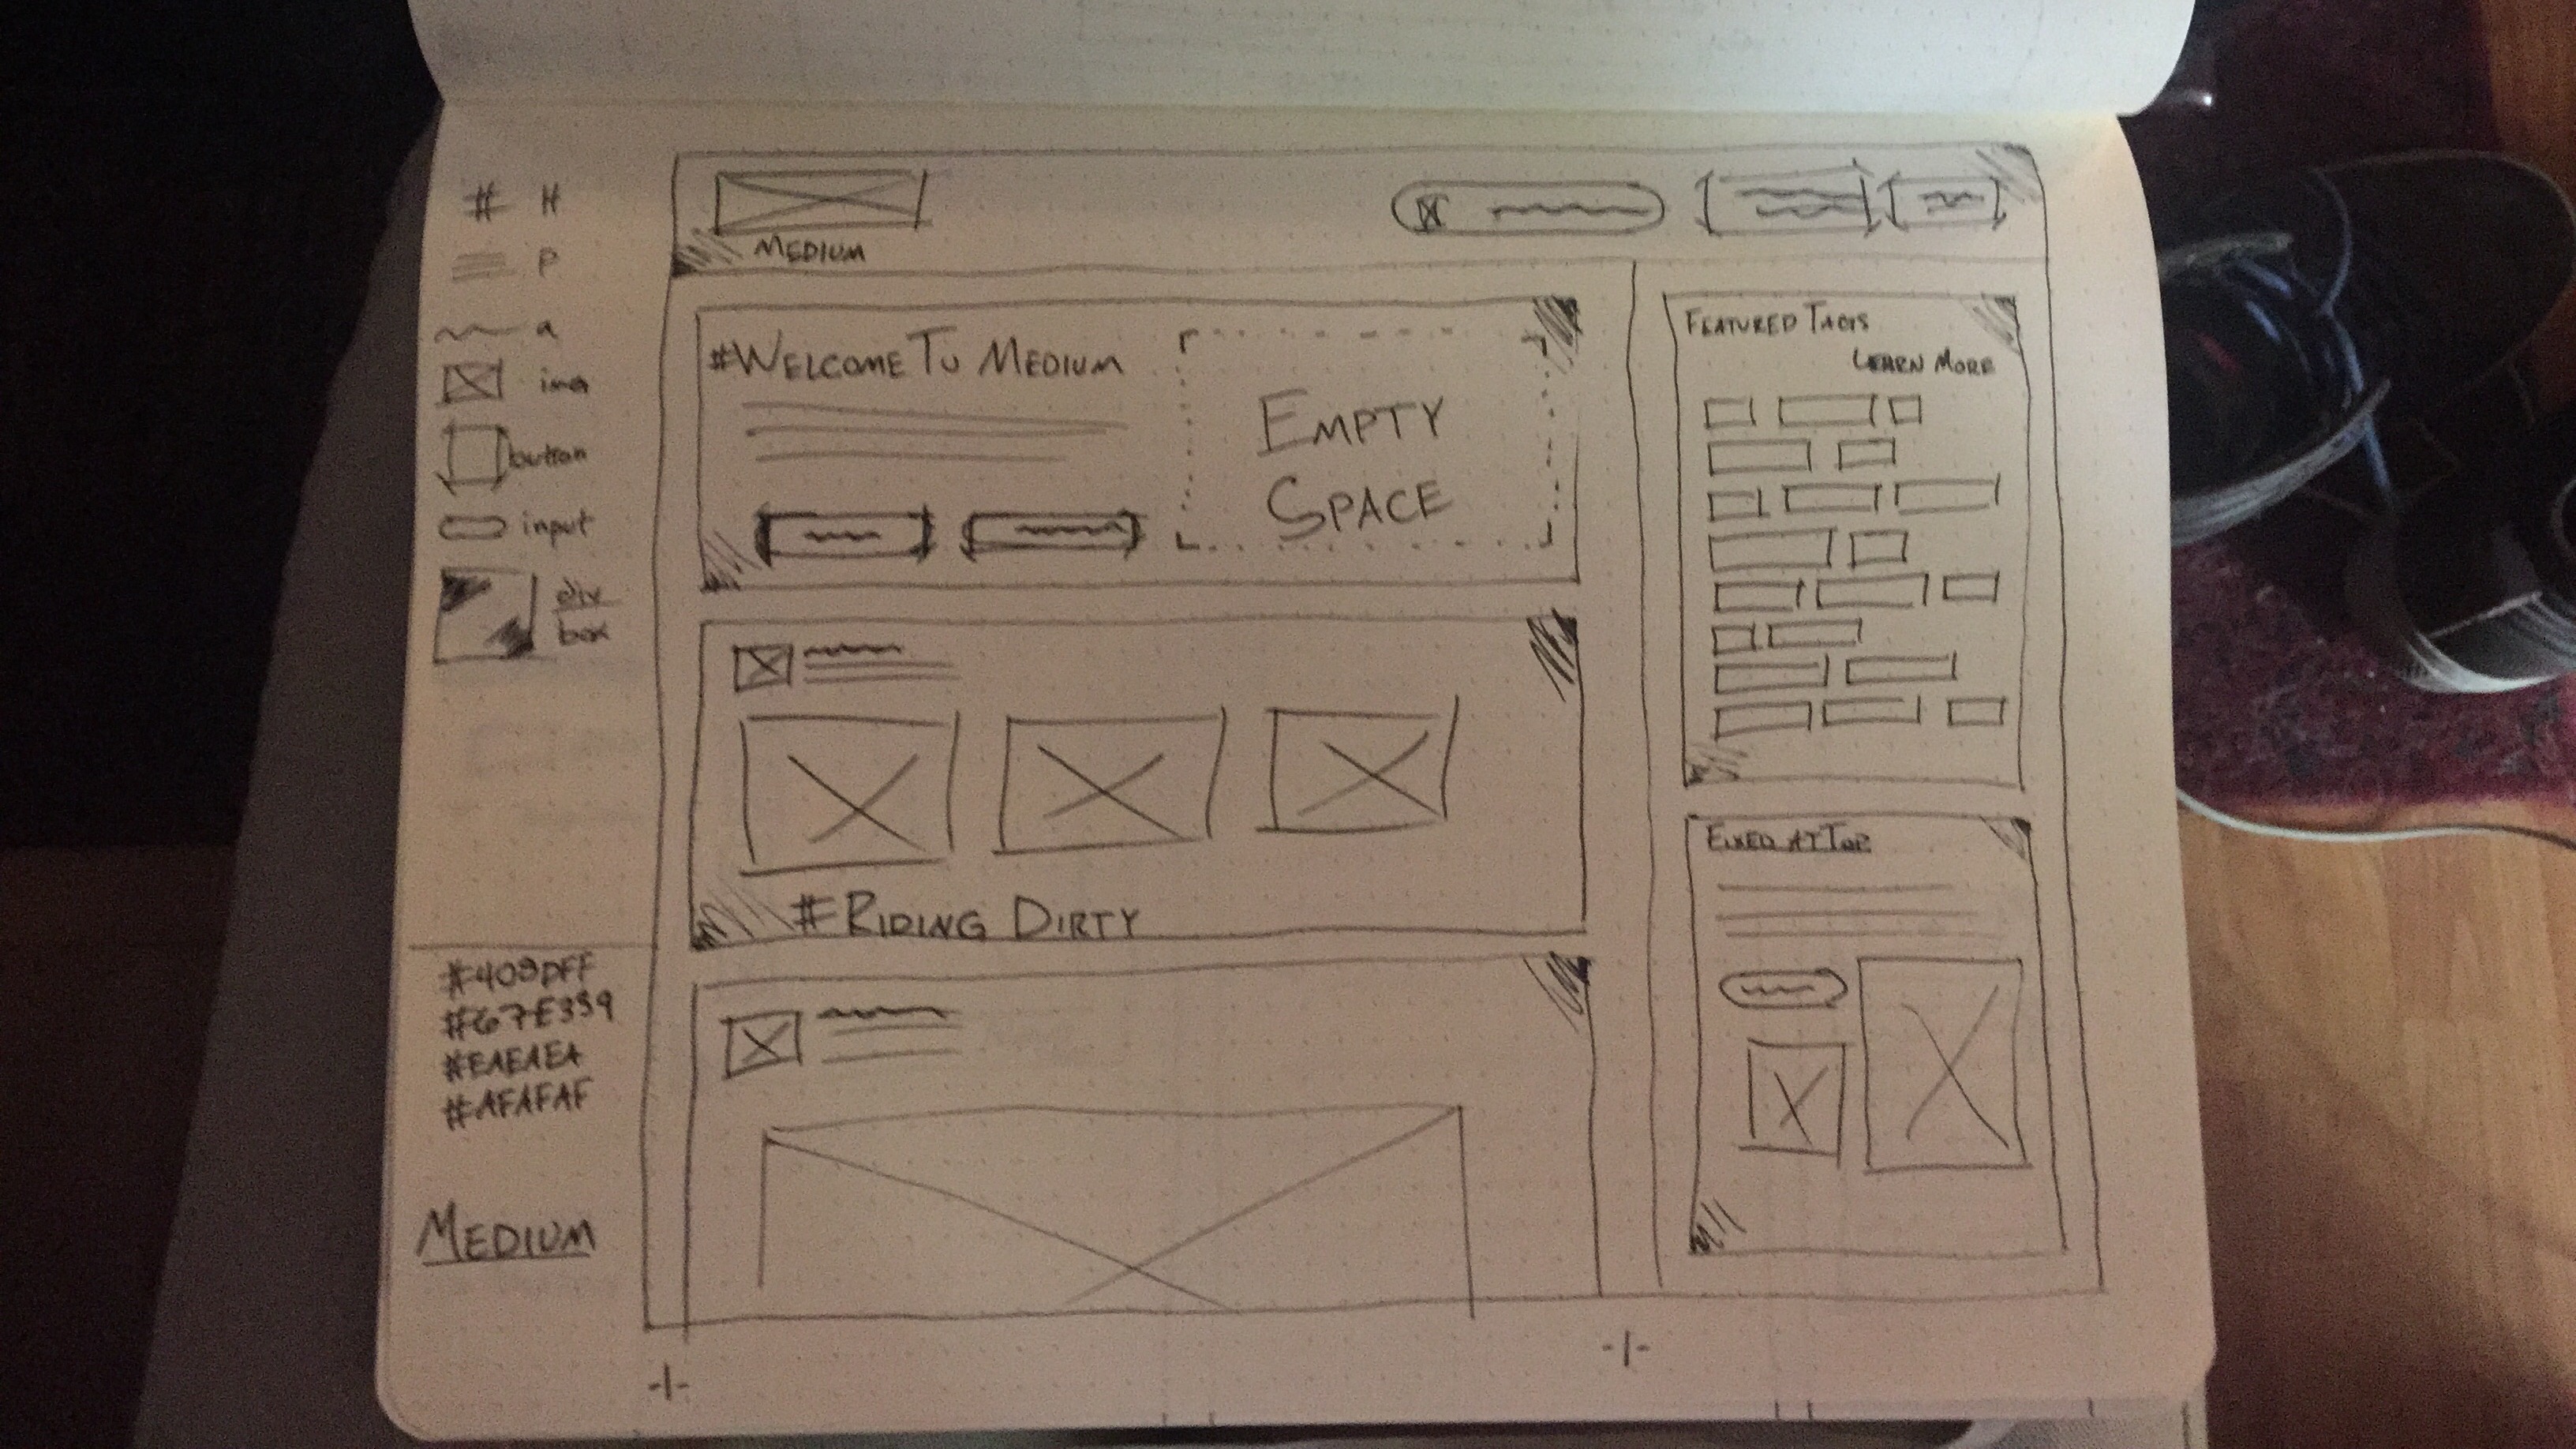 # H
P
a
img
button
input
div
box
#409DFF
#67E339
#EAEAEA
#AFAFAF
MEDIUM
MEDIUM
#WELCOME TO MEDIUM
EMPTY
SPACE
#RIDING DIRTY
FEATURED TAGS
LEARN MORE
FIXED AT TOP
-|-
-|-